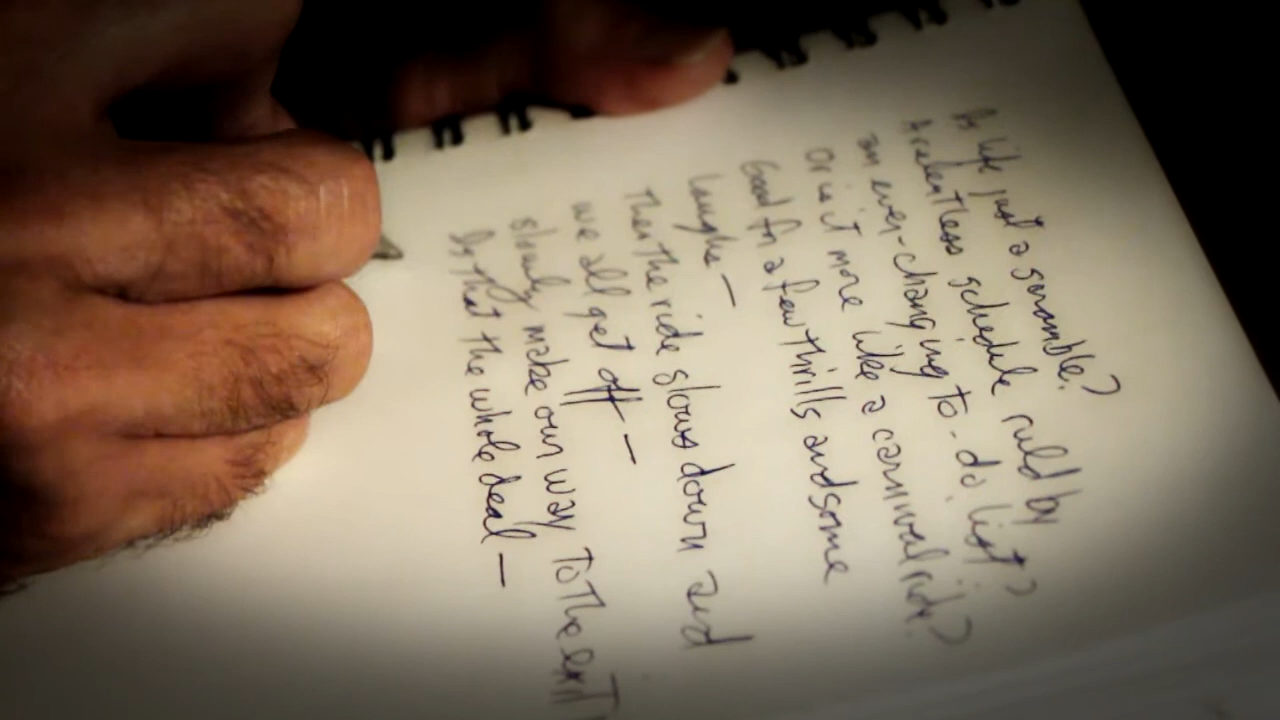 Is life just a scramble?
A relentless schedule ruled by
an ever-changing to-do list?
Or is it more like a carnival ride?
Good for a few thrills and some
laughs —
Then the ride slows down and
we all get off —
slowly make our way to the exit
Is that the whole deal —